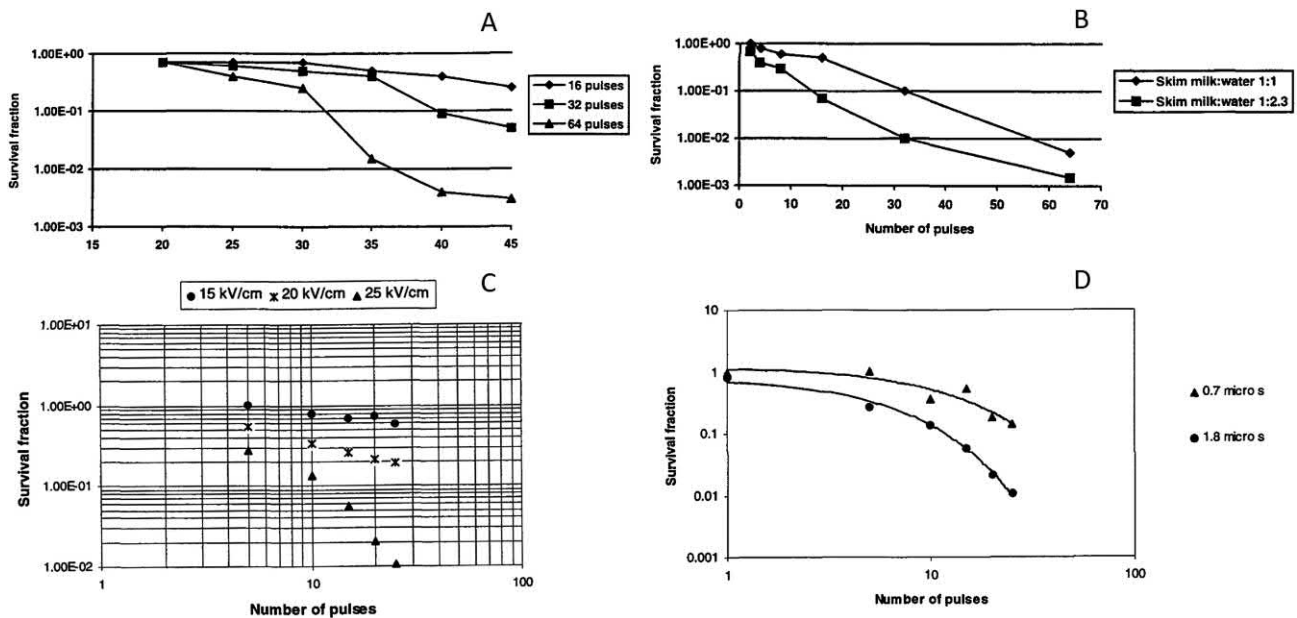 A
1.00E+00
1.00E-01
1.00E-02
1.00E-03
Survival fraction
15 20 25 30 35 40 45
16 pulses
32 pulses
64 pulses
B
1.00E+00
1.00E-01
1.00E-02
1.00E-03
Survival fraction
0 10 20 30 40 50 60 70
Number of pulses
Skim milk:water 1:1
Skim milk:water 1:2.3
C
15 kV/cm 20 kV/cm 25 kV/cm
1.00E+01
1.00E+00
1.00E-01
1.00E-02
Survival fraction
1 10 100
Number of pulses
D
10
1
0.1
0.01
0.001
Survival fraction
1 10 100
Number of pulses
0.7 micro s
1.8 micro s